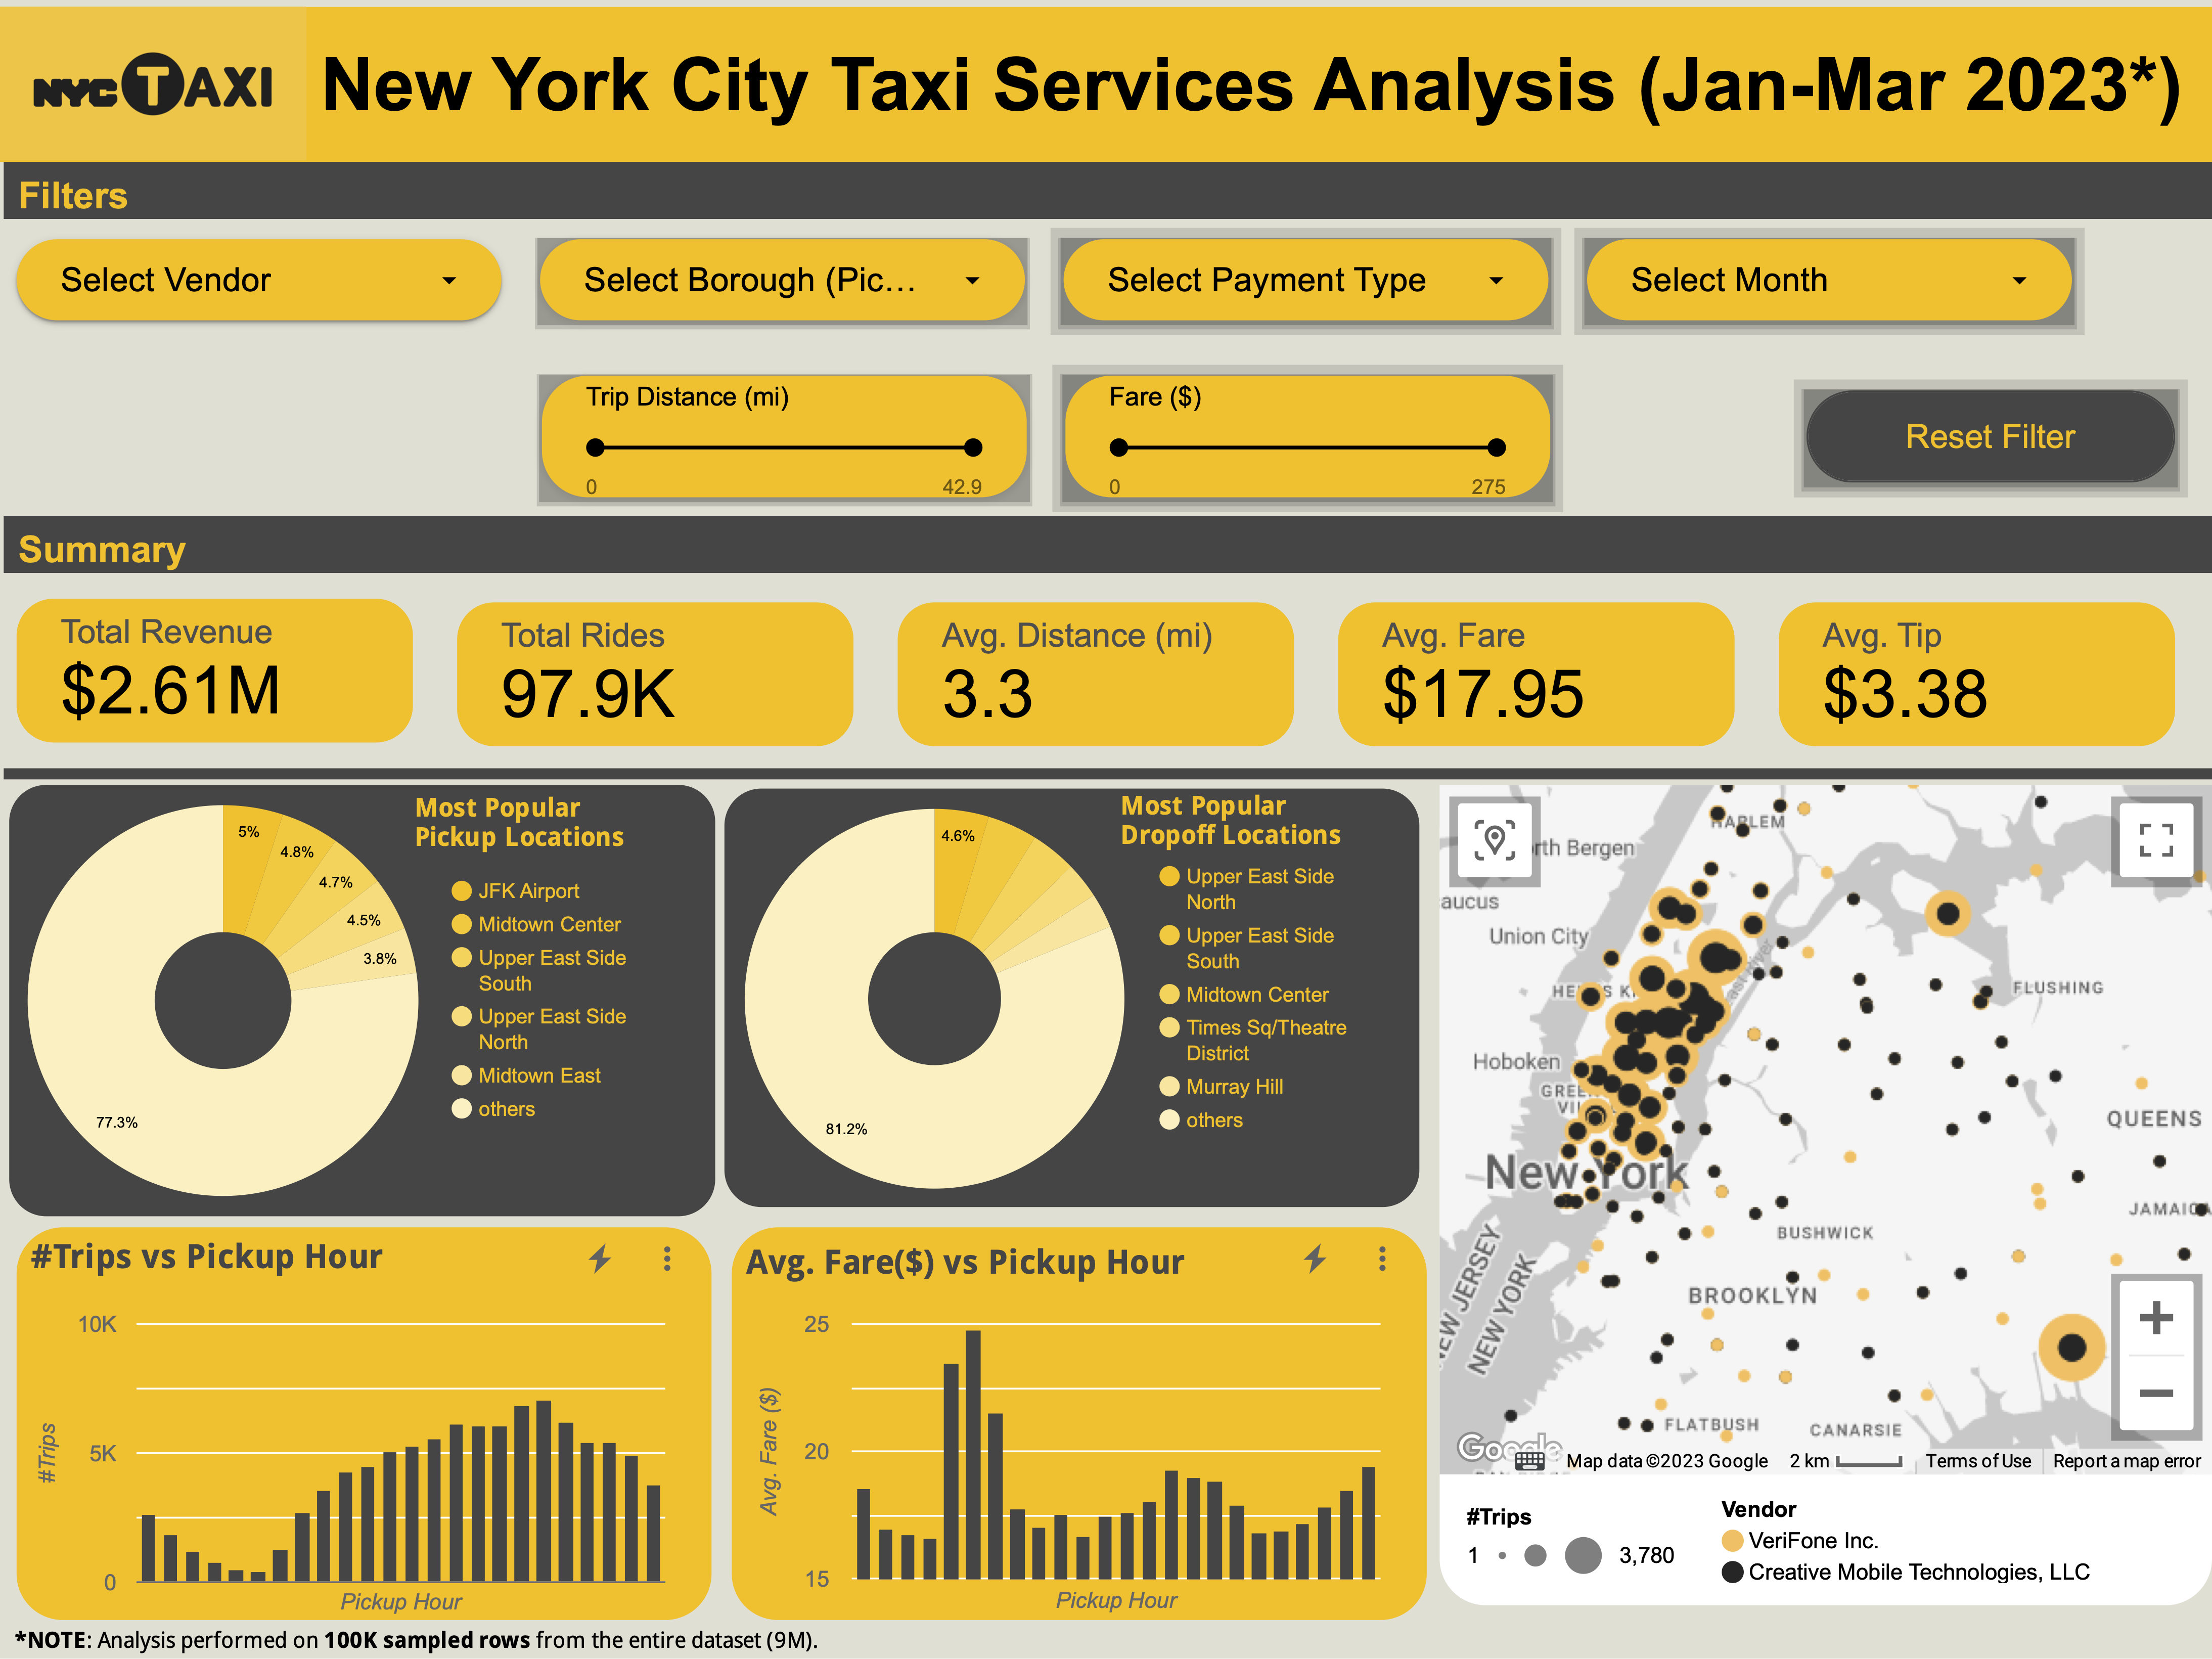 NYC TAXI
New York City Taxi Services Analysis (Jan-Mar 2023*)
Filters
Select Vendor
Select Borough (Pic...
Select Payment Type
Select Month
Trip Distance (mi)
0 42.9
Fare ($)
0 275
Reset Filter
Summary
Total Revenue
$2.61M
Total Rides
97.9K
Avg. Distance (mi)
3.3
Avg. Fare
$17.95
Avg. Tip
$3.38
Most Popular
Pickup Locations
5%
4.8%
4.7%
4.5%
3.8%
77.3%
JFK Airport
Midtown Center
Upper East Side
South
Upper East Side
North
Midtown East
others
Most Popular
Dropoff Locations
4.6%
81.2%
Upper East Side
North
Upper East Side
South
Midtown Center
Times Sq/Theatre
District
Murray Hill
others
HARLEM
rth Bergen
aucus
Union City
FLUSHING
Hoboken
QUEENS
New York
JAMAICA
BUSHWICK
NEW JERSEY
NEW YORK
BROOKLYN
FLATBUSH
CANARSIE
Google
Map data ©2023 Google
2 km
Terms of Use
Report a map error
#Trips
1 3,780
Vendor
VeriFone Inc.
Creative Mobile Technologies, LLC
#Trips vs Pickup Hour
10K
5K
0
#Trips
Pickup Hour
Avg. Fare($) vs Pickup Hour
25
20
15
Avg. Fare ($)
Pickup Hour
*NOTE: Analysis performed on 100K sampled rows from the entire dataset (9M).